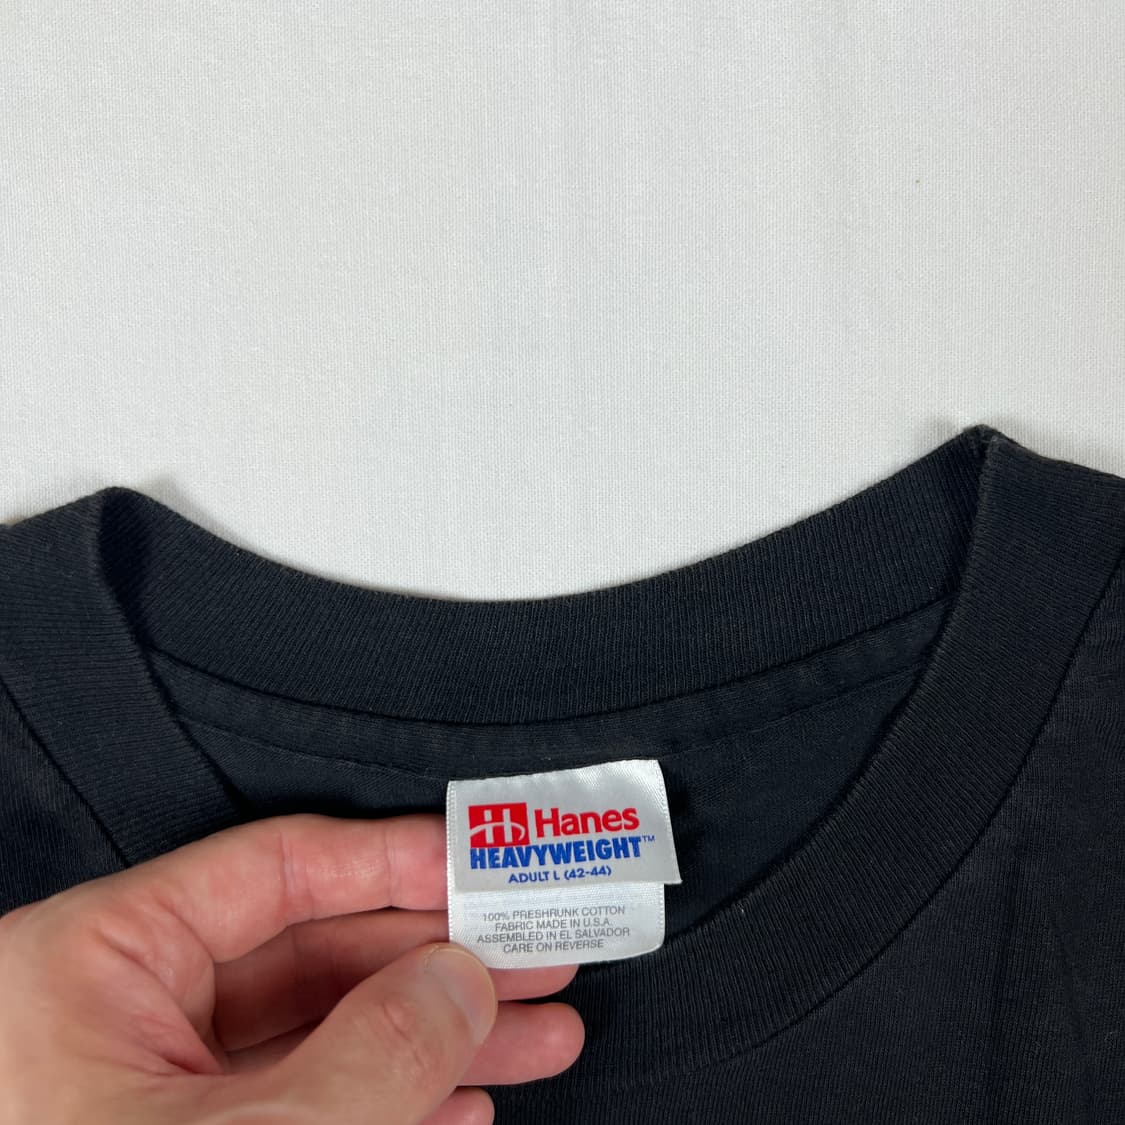 Hanes
HEAVYWEIGHT™
ADULT L (42-44)
100% PRESHRUNK COTTON
FABRIC MADE IN U.S.A.
ASSEMBLED IN EL SALVADOR
CARE ON REVERSE